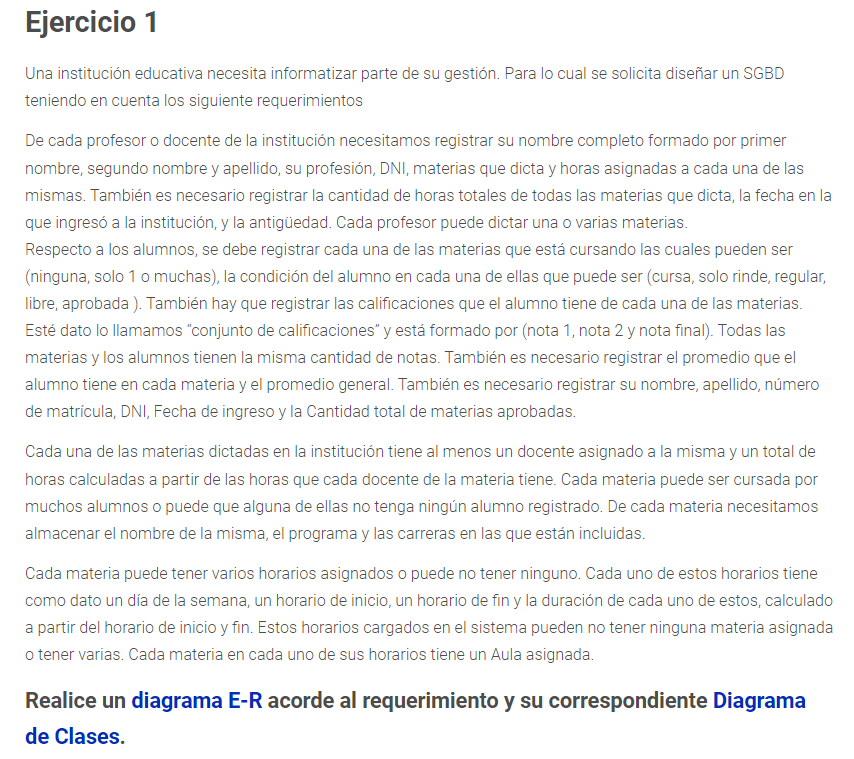 Ejercicio 1
Una institución educativa necesita informatizar parte de su gestión. Para lo cual se solicita diseñar un SGBD
teniendo en cuenta los siguiente requerimientos
De cada profesor o docente de la institución necesitamos registrar su nombre completo formado por primer
nombre, segundo nombre y apellido, su profesión, DNI, materias que dicta y horas asignadas a cada una de las
mismas. También es necesario registrar la cantidad de horas totales de todas las materias que dicta, la fecha en la
que ingresó a la institución, y la antigüedad. Cada profesor puede dictar una o varias materias.
Respecto a los alumnos, se debe registrar cada una de las materias que está cursando las cuales pueden ser
(ninguna, solo 1 o muchas), la condición del alumno en cada una de ellas que puede ser (cursa, solo rinde, regular,
libre, aprobada ). También hay que registrar las calificaciones que el alumno tiene de cada una de las materias.
Esté dato lo llamamos "conjunto de calificaciones" y está formado por (nota 1, nota 2 y nota final). Todas las
materias y los alumnos tienen la misma cantidad de notas. También es necesario registrar el promedio que el
alumno tiene en cada materia y el promedio general. También es necesario registrar su nombre, apellido, número
de matrícula, DNI, Fecha de ingreso y la Cantidad total de materias aprobadas.
Cada una de las materias dictadas en la institución tiene al menos un docente asignado a la misma y un total de
horas calculadas a partir de las horas que cada docente de la materia tiene. Cada materia puede ser cursada por
muchos alumnos o puede que alguna de ellas no tenga ningún alumno registrado. De cada materia necesitamos
almacenar el nombre de la misma, el programa y las carreras en las que están incluidas.
Cada materia puede tener varios horarios asignados o puede no tener ninguno. Cada uno de estos horarios tiene
como dato un día de la semana, un horario de inicio, un horario de fin y la duración de cada uno de estos, calculado
a partir del horario de inicio y fin. Estos horarios cargados en el sistema pueden no tener ninguna materia asignada
o tener varias. Cada materia en cada uno de sus horarios tiene un Aula asignada.
Realice un diagrama E-R acorde al requerimiento y su correspondiente Diagrama
de Clases.